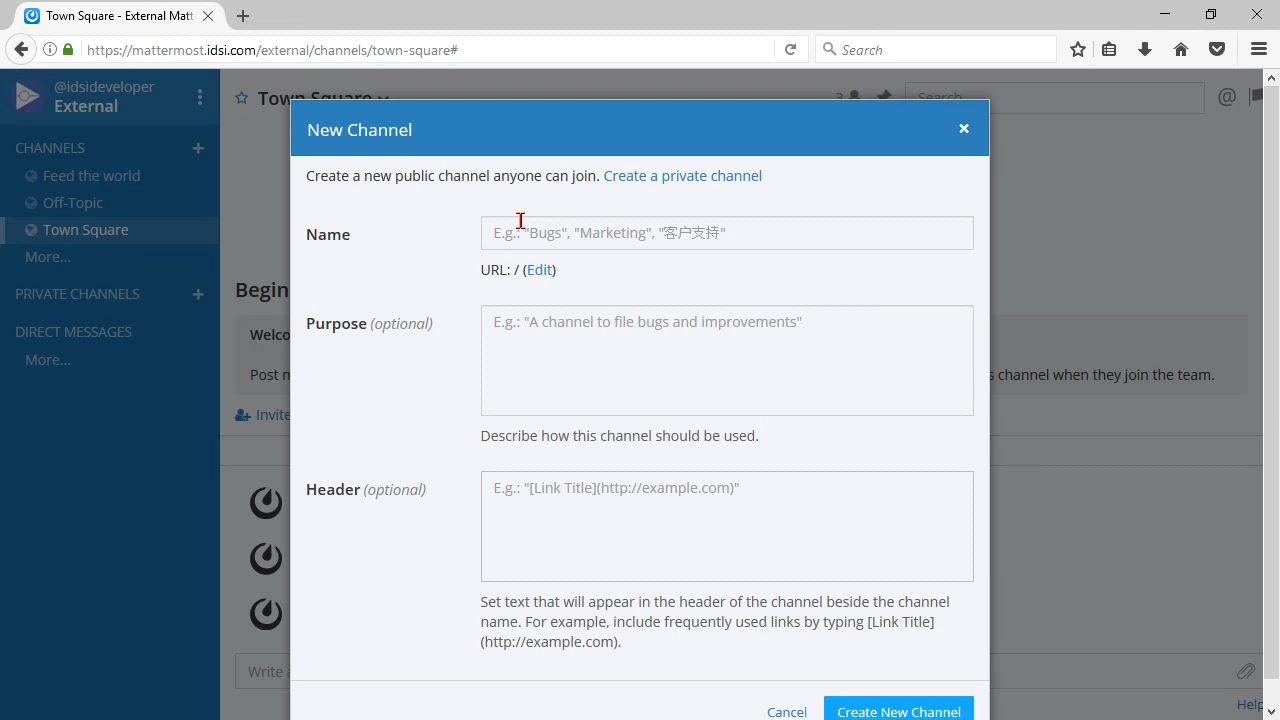 Town Square - External Matt
https://mattermost.idsi.com/external/channels/town-square#
Search
@idsideveloper
External
Town Square
3
Search
@
CHANNELS
Feed the world
Off-Topic
Town Square
More...
PRIVATE CHANNELS
DIRECT MESSAGES
More...
New Channel
×
Create a new public channel anyone can join. Create a private channel
Name
E.g.: "Bugs", "Marketing", "客户支持"
URL: / (Edit)
Purpose (optional)
E.g.: "A channel to file bugs and improvements"
Describe how this channel should be used.
Header (optional)
E.g.: "[Link Title](http://example.com)"
Set text that will appear in the header of the channel beside the channel
name. For example, include frequently used links by typing [Link Title]
(http://example.com).
Cancel
Create New Channel
Begin
Welco
Post m
s channel when they join the team.
Invite
Write a
Help